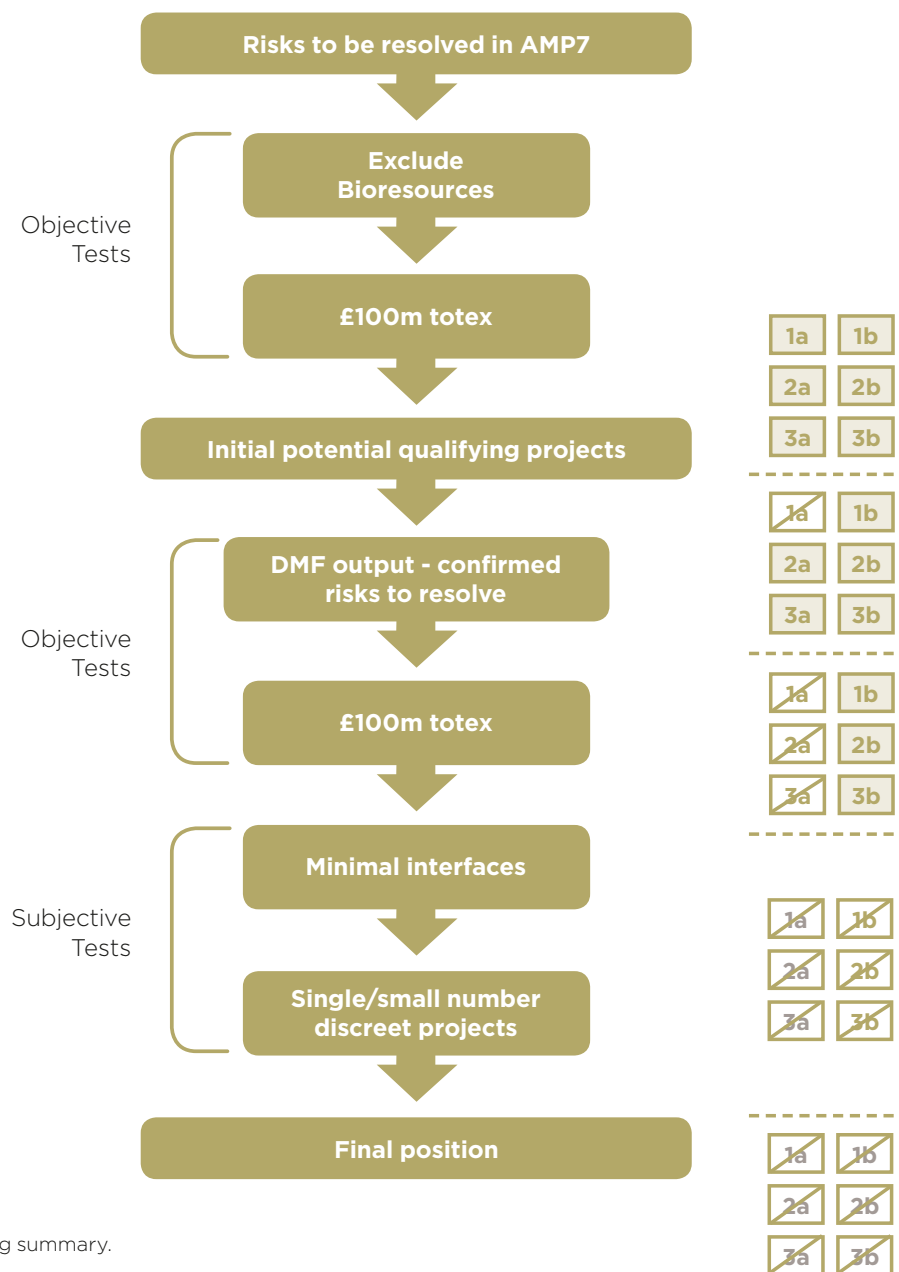 Risks to be resolved in AMP7
Exclude
Bioresources
Objective
Tests
£100m totex
1a 1b
2a 2b
3a 3b
Initial potential qualifying projects
1a 1b
DMF output - confirmed
risks to resolve
2a 2b
3a 3b
Objective
Tests
£100m totex
1a 1b
2a 2b
3a 3b
Minimal interfaces
Subjective
Tests
1a 1b
2a 2b
3a 3b
Single/small number
discreet projects
Final position
1a 1b
2a 2b
3a 3b
g summary.